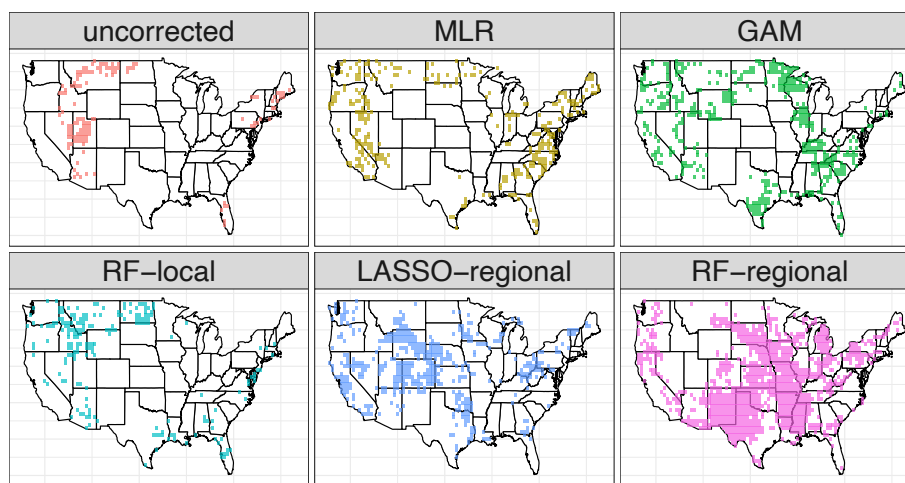 uncorrected
MLR
GAM
RF−local
LASSO−regional
RF−regional